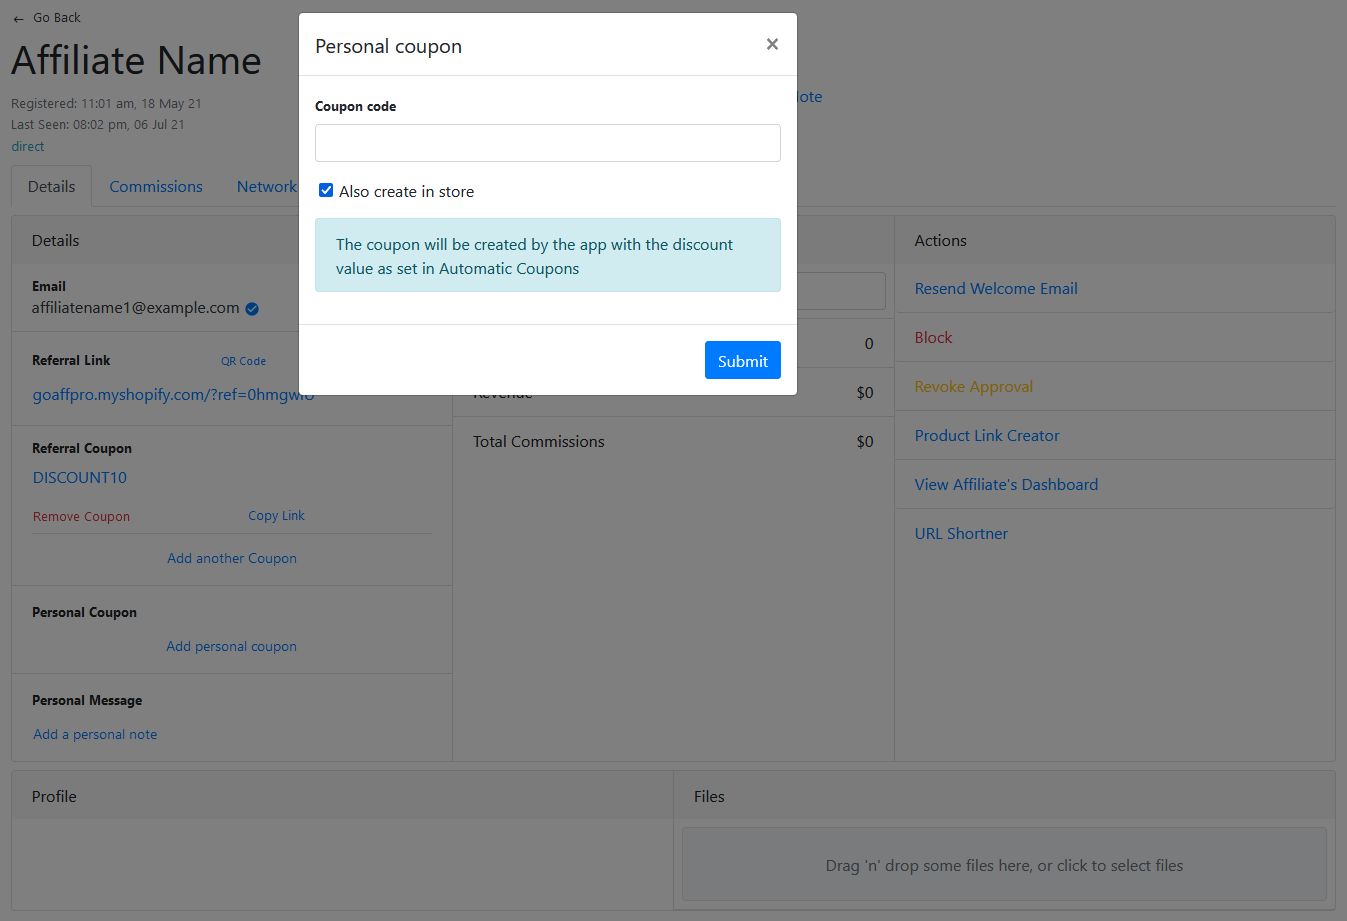 ← Go Back
Affiliate Name
Registered: 11:01 am, 18 May 21
Last Seen: 08:02 pm, 06 Jul 21
direct
Details Commissions Network
Personal coupon ×
Coupon code
Also create in store
The coupon will be created by the app with the discount
value as set in Automatic Coupons
Submit
Details
Email
affiliatename1@example.com
Referral Link QR Code
goaffpro.myshopify.com/?ref=0hmgwfo
Referral Coupon
DISCOUNT10
Remove Coupon Copy Link
Add another Coupon
Personal Coupon
Add personal coupon
Personal Message
Add a personal note
0
Revenue $0
Total Commissions $0
Actions
Resend Welcome Email
Block
Revoke Approval
Product Link Creator
View Affiliate's Dashboard
URL Shortner
Profile
Files
Drag 'n' drop some files here, or click to select files